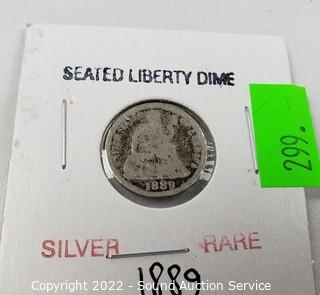 SEATED LIBERTY DIME
299.
1889
SILVER RARE
1889
Copyright 2022 - Sound Auction Service